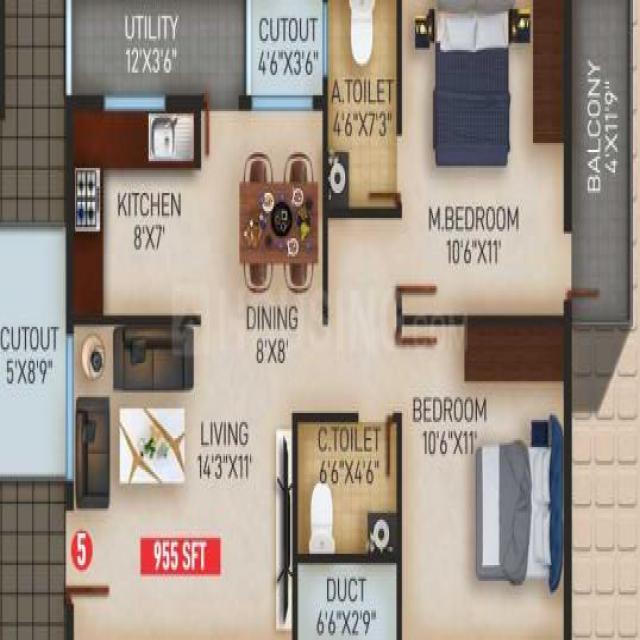 UTILITY
12'X3'6"
CUTOUT
4'6"X3'6"
A.TOILET
4'6"X7'3"
BALCONY
4'X11'9"
KITCHEN
8'X7'
M.BEDROOM
10'6"X11'
DINING
8'X8'
CUTOUT
5'X8'9"
BEDROOM
10'6"X11'
LIVING
14'3"X11'
C.TOILET
6'6"X4'6"
5
955 SFT
DUCT
6'6"X2'9"